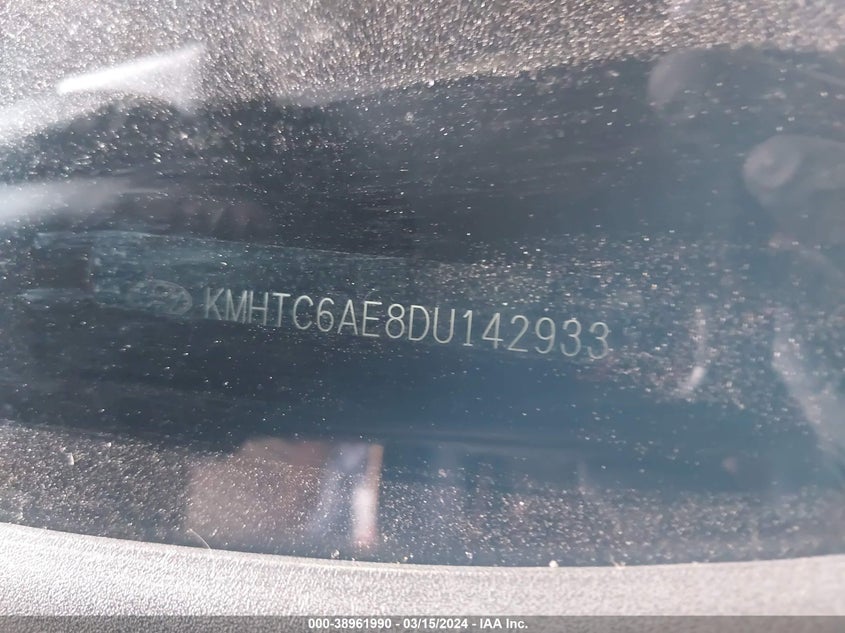 KMHTC6AE8DU142933
000-38961990 - 03/15/2024 - IAA Inc.